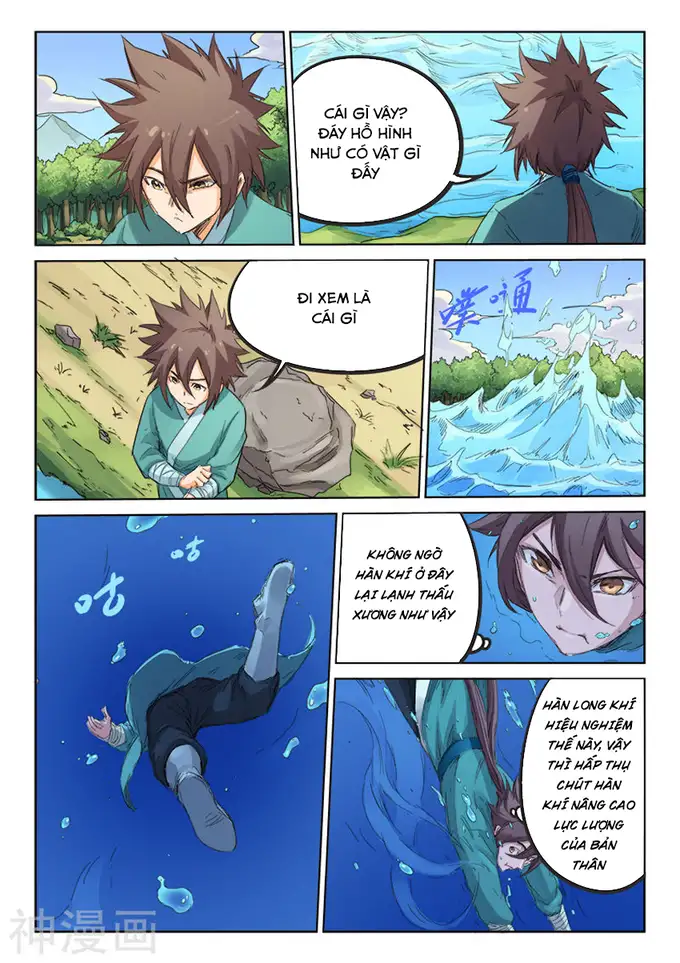 CÁI GÌ VẬY?
ĐÁY HỒ HÌNH
NHƯ CÓ VẬT GÌ
ĐẤY
ĐI XEM LÀ
CÁI GÌ
噗通
咕
咕
KHÔNG NGỜ
HÀN KHÍ Ở ĐÂY
LẠI LẠNH THẤU
XƯƠNG NHƯ VẬY
HÀN LONG KHÍ
HIỆU NGHIỆM
THẾ NÀY, VẬY
THÌ HẤP THỤ
CHÚT HÀN
KHÍ NÂNG CAO
LỰC LƯỢNG
CỦA BẢN
THÂN
神漫画